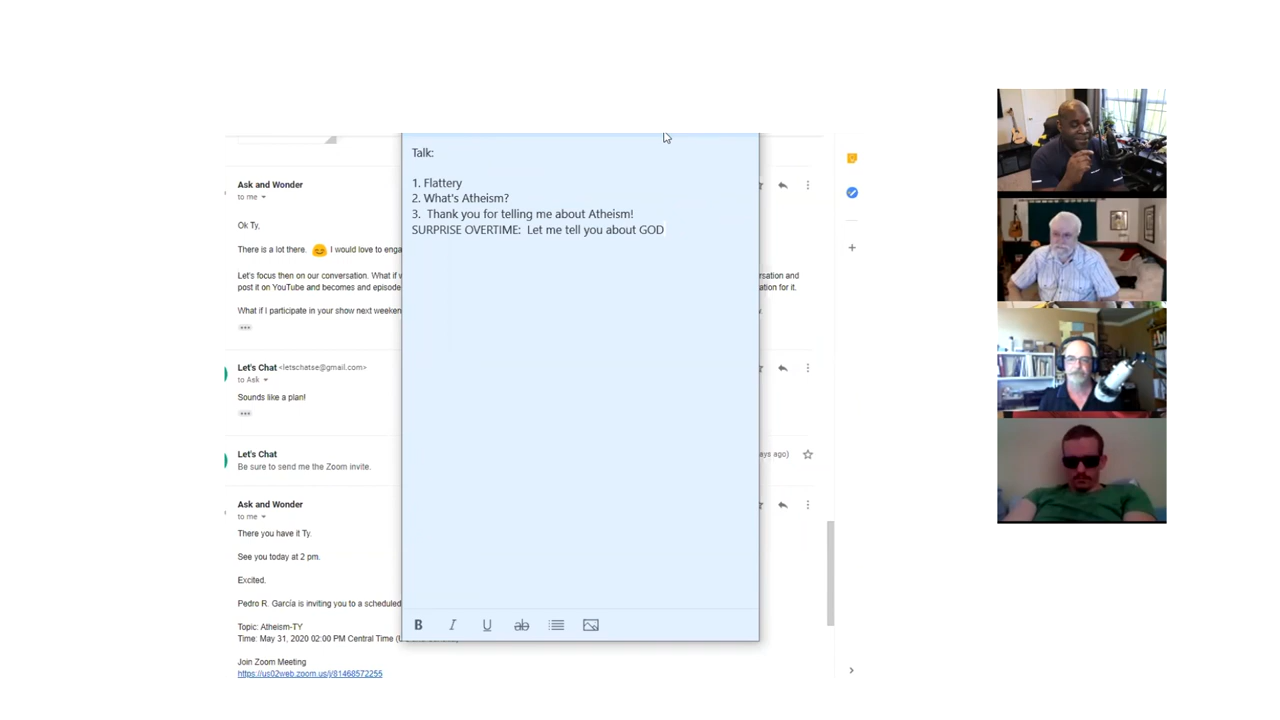 Talk:
1. Flattery
2. What's Atheism?
3. Thank you for telling me about Atheism!
SURPRISE OVERTIME: Let me tell you about GOD
B I U ab
Ask and Wonder
to me
Ok Ty,
There is a lot there. 🤗 I would love to enga
Let's focus then on our conversation. What if v rsation and
post it on YouTube and becomes and episode ation for it.
What if I participate in your show next weeken
Let's Chat <letschatse@gmail.com>
to Ask
Sounds like a plan!
Let's Chat ays ago)
Be sure to send me the Zoom invite.
Ask and Wonder
to me
There you have it Ty.
See you today at 2 pm.
Excited.
Pedro R. García is inviting you to a scheduled
Topic: Atheism-TY
Time: May 31, 2020 02:00 PM Central Time (U
Join Zoom Meeting
https://us02web.zoom.us/j/81468572255